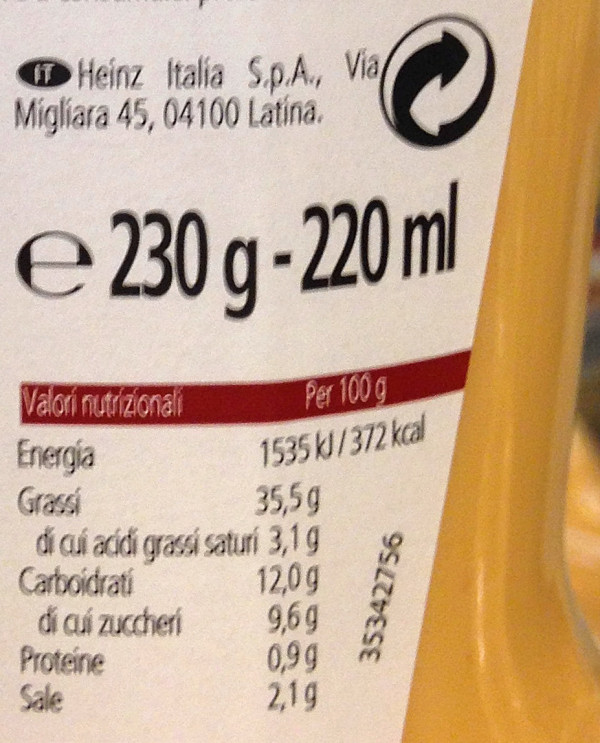 IT Heinz Italia S.p.A., Via
Migliara 45, 04100 Latina.
℮ 230 g - 220 ml
Valori nutrizionali Per 100 g
Energia 1535 kJ / 372 kcal
Grassi 35,5 g
di cui acidi grassi saturi 3,1 g
Carboidrati 12,0 g
di cui zuccheri 9,6 g
Proteine 0,9 g
Sale 2,1 g
35342756